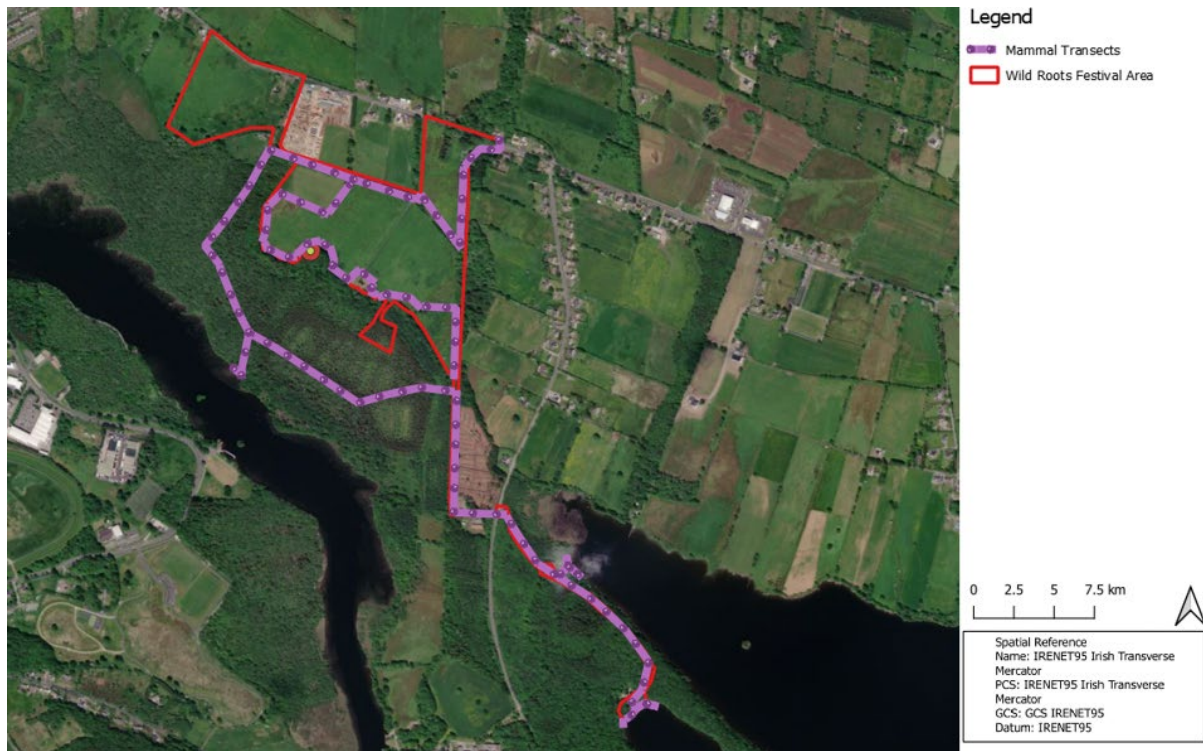 Legend
Mammal Transects
Wild Roots Festival Area
0 2.5 5 7.5 km
Spatial Reference
Name: IRENET95 Irish Transverse
Mercator
PCS: IRENET95 Irish Transverse
Mercator
GCS: GCS IRENET95
Datum: IRENET95